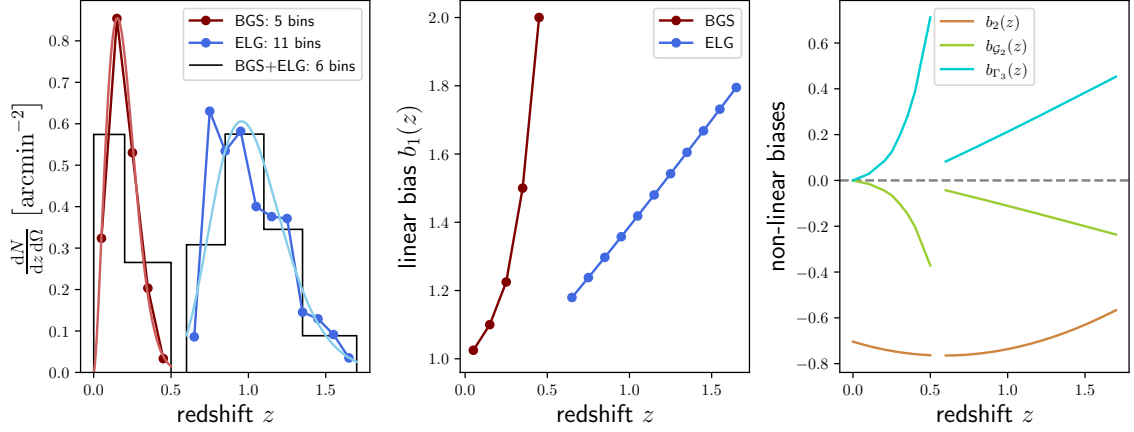 BGS: 5 bins
ELG: 11 bins
BGS+ELG: 6 bins
dN/dz dΩ [arcmin⁻²]
0.0 0.1 0.2 0.3 0.4 0.5 0.6 0.7 0.8
0.0 0.5 1.0 1.5
redshift z
BGS
ELG
linear bias b₁(z)
1.0 1.2 1.4 1.6 1.8 2.0
0.0 0.5 1.0 1.5
redshift z
b₂(z)
b_𝒢₂(z)
b_Γ₃(z)
non-linear biases
−0.8 −0.6 −0.4 −0.2 0.0 0.2 0.4 0.6
0.0 0.5 1.0 1.5
redshift z